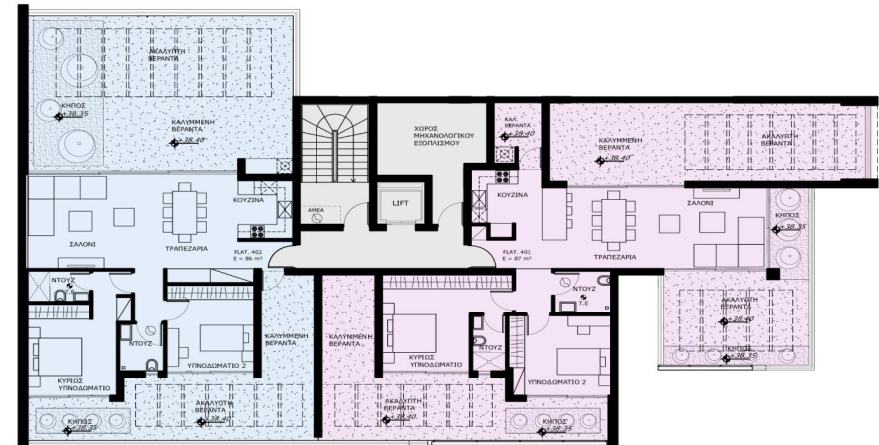 ΑΚΑΛΥΠΤΗ
ΒΕΡΑΝΤΑ
ΚΗΠΟΣ
+38.35
ΚΑΛΥΜΜΕΝΗ
ΒΕΡΑΝΤΑ
+38.40
ΧΩΡΟΣ
ΜΗΧΑΝΟΛΟΓΙΚΟΥ
ΕΞΟΠΛΙΣΜΟΥ
ΚΑΛ.
ΒΕΡΑΝΤΑ
+38.40
ΚΑΛΥΜΜΕΝΗ
ΒΕΡΑΝΤΑ
+38.40
ΑΚΑΛΥΠΤΗ
ΒΕΡΑΝΤΑ
ΚΟΥΖΙΝΑ
ΣΑΛΟΝΙ
ΤΡΑΠΕΖΑΡΙΑ
FLAT. 402
E = 86 m²
ΑΜΕΑ
LIFT
ΚΟΥΖΙΝΑ
FLAT. 401
E = 87 m²
ΤΡΑΠΕΖΑΡΙΑ
ΣΑΛΟΝΙ
ΚΗΠΟΣ
+38.35
ΝΤΟΥΖ
Τ.Ε
ΝΤΟΥΖ
ΚΥΡΙΩΣ
ΥΠΝΟΔΩΜΑΤΙΟ
ΥΠΝΟΔΩΜΑΤΙΟ 2
ΚΑΛΥΜΜΕΝΗ
ΒΕΡΑΝΤΑ
ΚΑΛΥΜΜΕΝΗ
ΒΕΡΑΝΤΑ
ΚΥΡΙΩΣ
ΥΠΝΟΔΩΜΑΤΙΟ
ΝΤΟΥΖ
ΝΤΟΥΖ
Τ.Ε
ΥΠΝΟΔΩΜΑΤΙΟ 2
ΑΚΑΛΥΠΤΗ
ΒΕΡΑΝΤΑ
+38.40
ΚΗΠΟΣ
+38.35
ΚΗΠΟΣ
+38.35
ΑΚΑΛΥΠΤΗ
ΒΕΡΑΝΤΑ
+38.40
ΑΚΑΛΥΠΤΗ
ΒΕΡΑΝΤΑ
+38.40
ΚΗΠΟΣ
+38.35